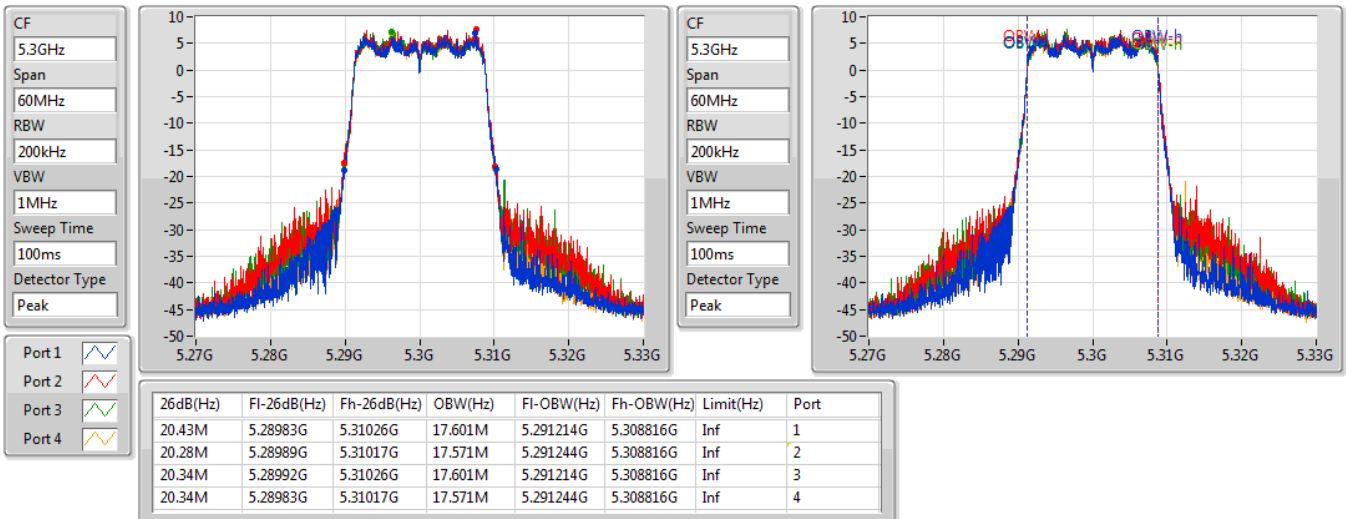 CF
5.3GHz
Span
60MHz
RBW
200kHz
VBW
1MHz
Sweep Time
100ms
Detector Type
Peak
10
5
0
-5
-10
-15
-20
-25
-30
-35
-40
-45
-50
5.27G 5.28G 5.29G 5.3G 5.31G 5.32G 5.33G
CF
5.3GHz
Span
60MHz
RBW
200kHz
VBW
1MHz
Sweep Time
100ms
Detector Type
Peak
10
5
0
-5
-10
-15
-20
-25
-30
-35
-40
-45
-50
OBW-h
5.27G 5.28G 5.29G 5.3G 5.31G 5.32G 5.33G
Port 1
Port 2
Port 3
Port 4
26dB(Hz) Fl-26dB(Hz) Fh-26dB(Hz) OBW(Hz) Fl-OBW(Hz) Fh-OBW(Hz) Limit(Hz) Port
20.43M 5.28983G 5.31026G 17.601M 5.291214G 5.308816G Inf 1
20.28M 5.28989G 5.31017G 17.571M 5.291244G 5.308816G Inf 2
20.34M 5.28992G 5.31026G 17.601M 5.291214G 5.308816G Inf 3
20.34M 5.28983G 5.31017G 17.571M 5.291244G 5.308816G Inf 4